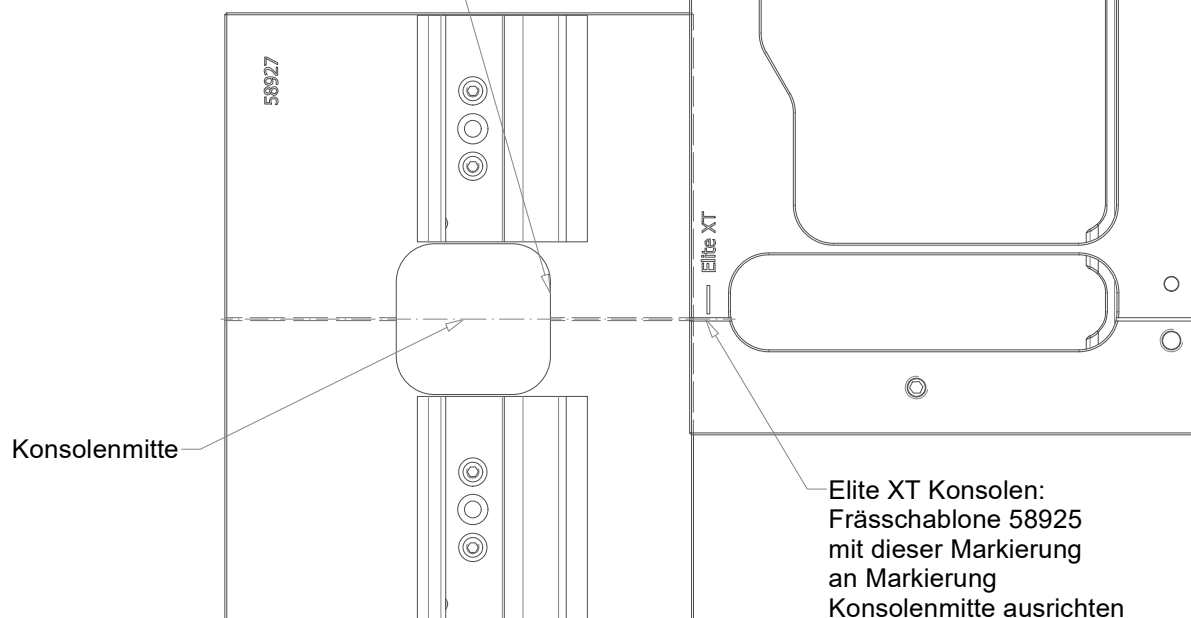 58927
Elite XT
Konsolenmitte
Elite XT Konsolen:
Frässchablone 58925
mit dieser Markierung
an Markierung
Konsolenmitte ausrichten